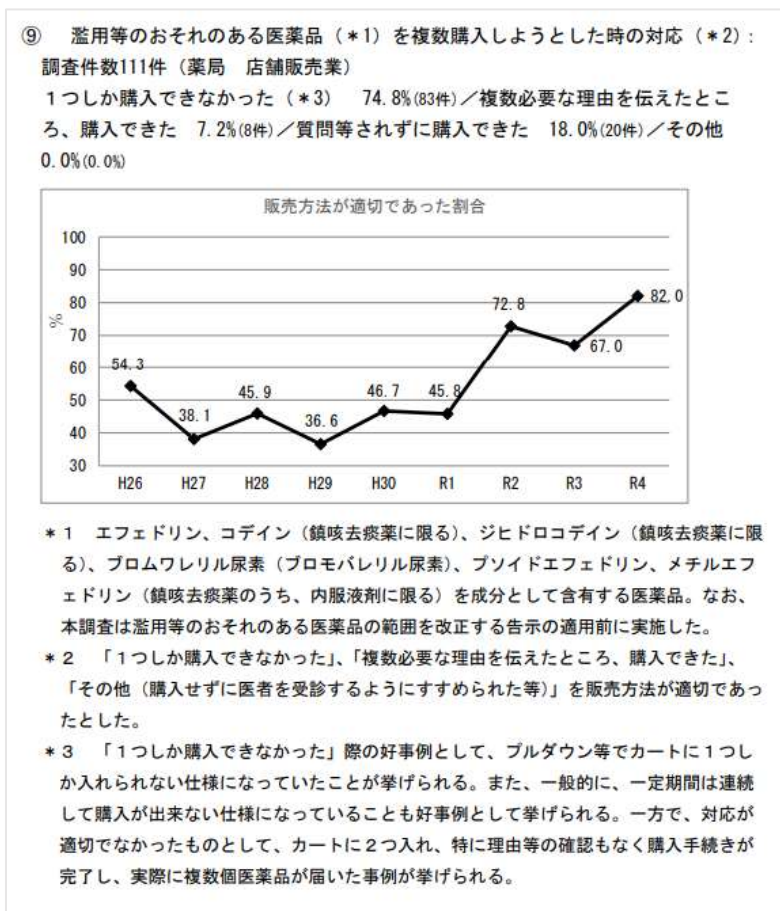 ⑨　濫用等のおそれのある医薬品（＊1）を複数購入しようとした時の対応（＊2）:
調査件数111件（薬局　店舗販売業）
１つしか購入できなかった（＊3）　74.8%(83件)／複数必要な理由を伝えたとこ
ろ、購入できた　7.2%(8件)／質問等されずに購入できた　18.0%(20件)／その他
0.0%(0.0%)
販売方法が適切であった割合
100
90
80
70
60
50
40
30
%
54.3
38.1
45.9
36.6
46.7
45.8
72.8
67.0
82.0
H26 H27 H28 H29 H30 R1 R2 R3 R4
＊１　エフェドリン、コデイン（鎮咳去痰薬に限る）、ジヒドロコデイン（鎮咳去痰薬に限
る）、ブロムワレリル尿素（ブロモバレリル尿素）、プソイドエフェドリン、メチルエフ
ェドリン（鎮咳去痰薬のうち、内服液剤に限る）を成分として含有する医薬品。なお、
本調査は濫用等のおそれのある医薬品の範囲を改正する告示の適用前に実施した。
＊２　「１つしか購入できなかった」、「複数必要な理由を伝えたところ、購入できた」、
「その他（購入せずに医者を受診するようにすすめられた等）」を販売方法が適切であっ
たとした。
＊３　「１つしか購入できなかった」際の好事例として、プルダウン等でカートに１つし
か入れられない仕様になっていたことが挙げられる。また、一般的に、一定期間は連続
して購入が出来ない仕様になっていることも好事例として挙げられる。一方で、対応が
適切でなかったものとして、カートに２つ入れ、特に理由等の確認もなく購入手続きが
完了し、実際に複数個医薬品が届いた事例が挙げられる。